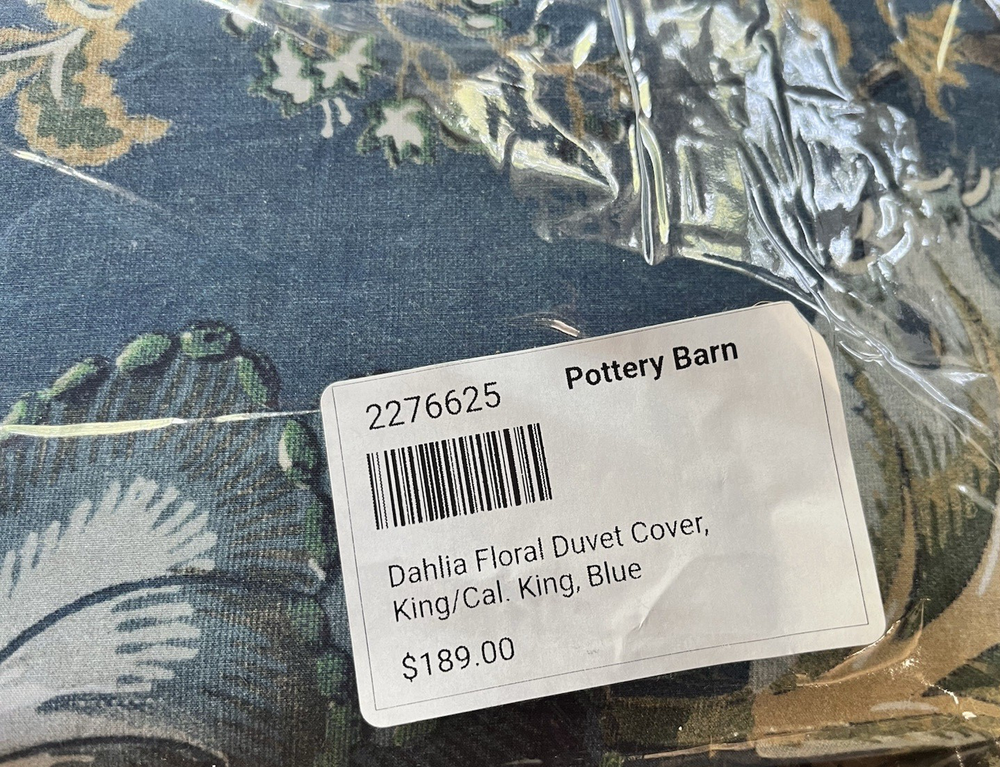 Pottery Barn
2276625
Dahlia Floral Duvet Cover,
King/Cal. King, Blue
$189.00